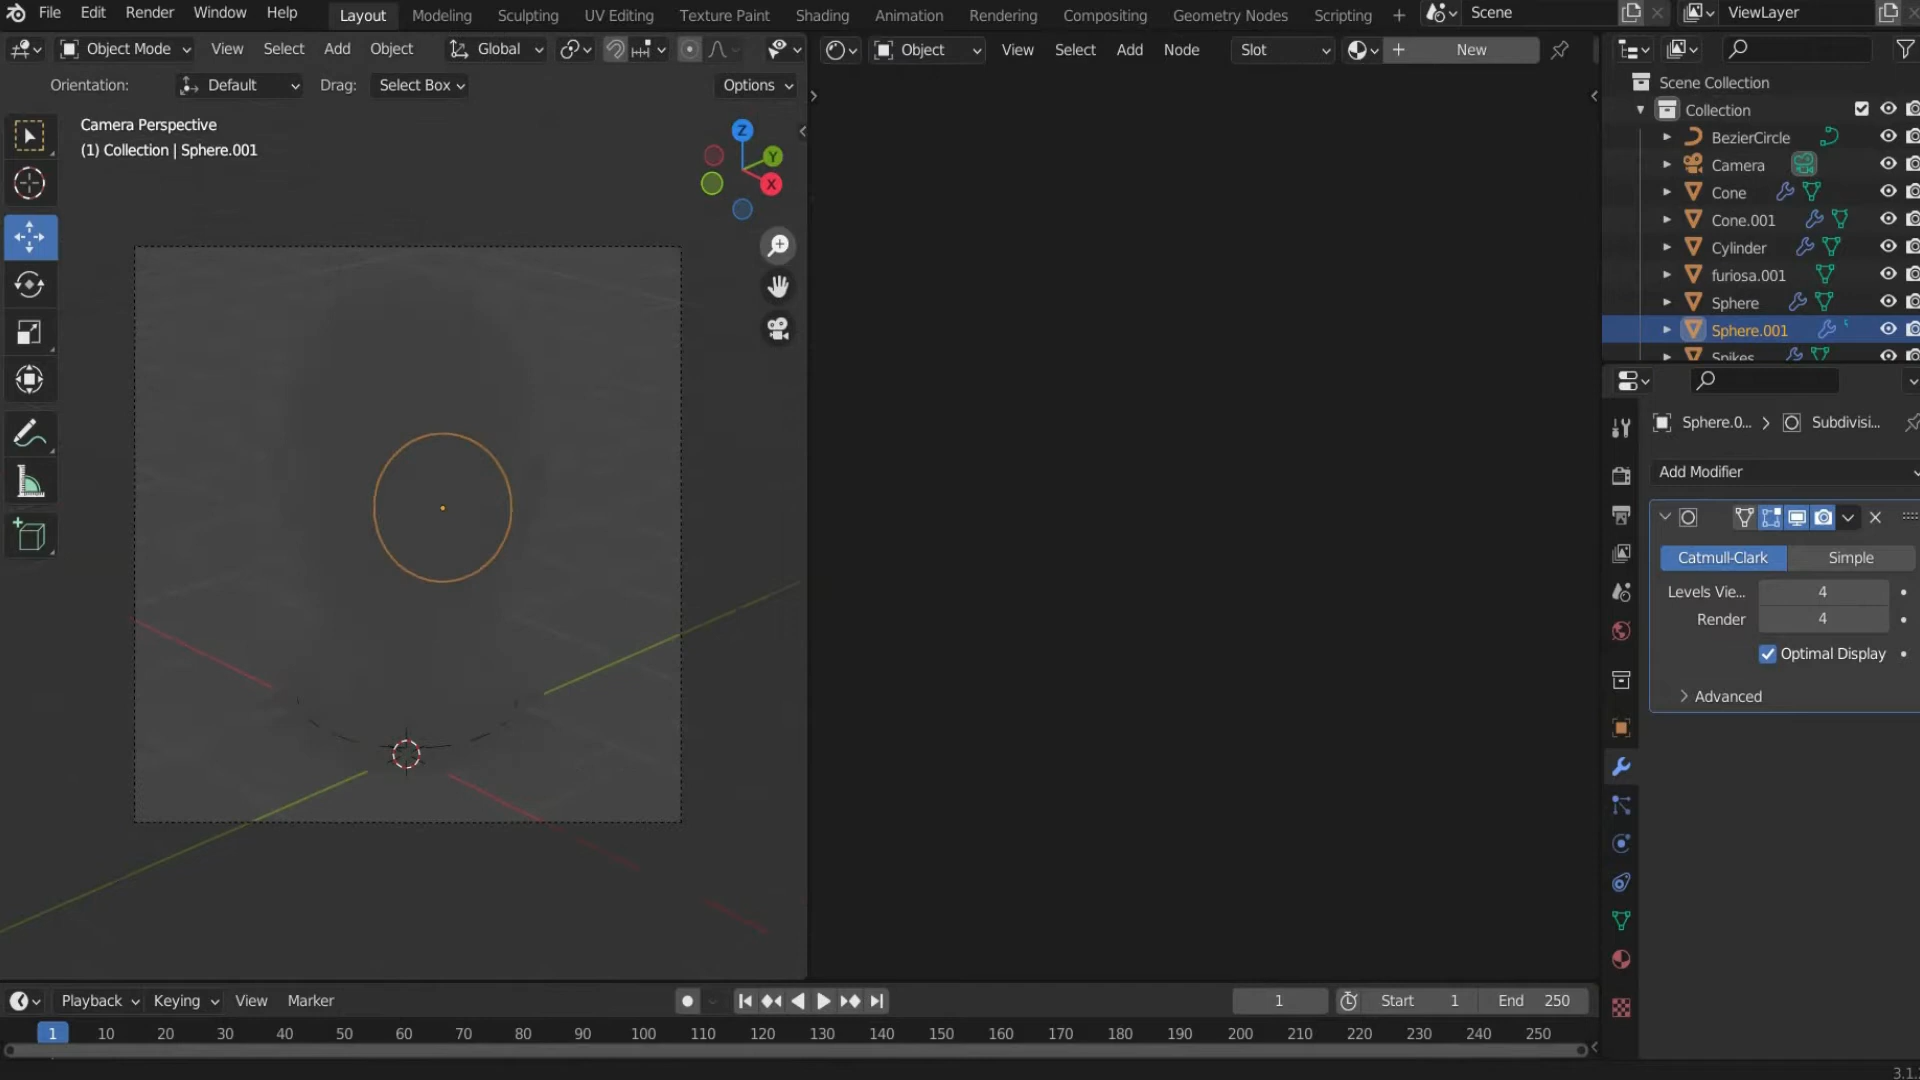 File Edit Render Window Help Layout Modeling Sculpting UV Editing Texture Paint Shading Animation Rendering Compositing Geometry Nodes Scripting + Scene ViewLayer
Object Mode View Select Add Object Global Object View Select Add Node Slot New
Orientation: Default Drag: Select Box Options
Camera Perspective
(1) Collection | Sphere.001
Z
Y
X
Scene Collection
Collection
BezierCircle
Camera
Cone
Cone.001
Cylinder
furiosa.001
Sphere
Sphere.001
Spikes
Sphere.0... Subdivisi...
Add Modifier
Catmull-Clark Simple
Levels Vie... 4
Render 4
Optimal Display
Advanced
Playback Keying View Marker 1 Start 1 End 250
1 10 20 30 40 50 60 70 80 90 100 110 120 130 140 150 160 170 180 190 200 210 220 230 240 250